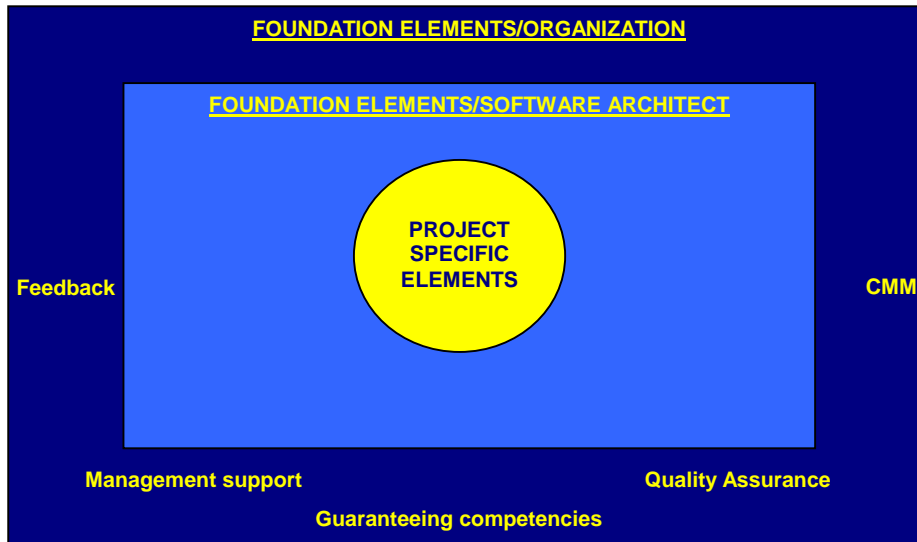 FOUNDATION ELEMENTS/ORGANIZATION
FOUNDATION ELEMENTS/SOFTWARE ARCHITECT
PROJECT
SPECIFIC
ELEMENTS
Feedback
CMM
Management support
Quality Assurance
Guaranteeing competencies